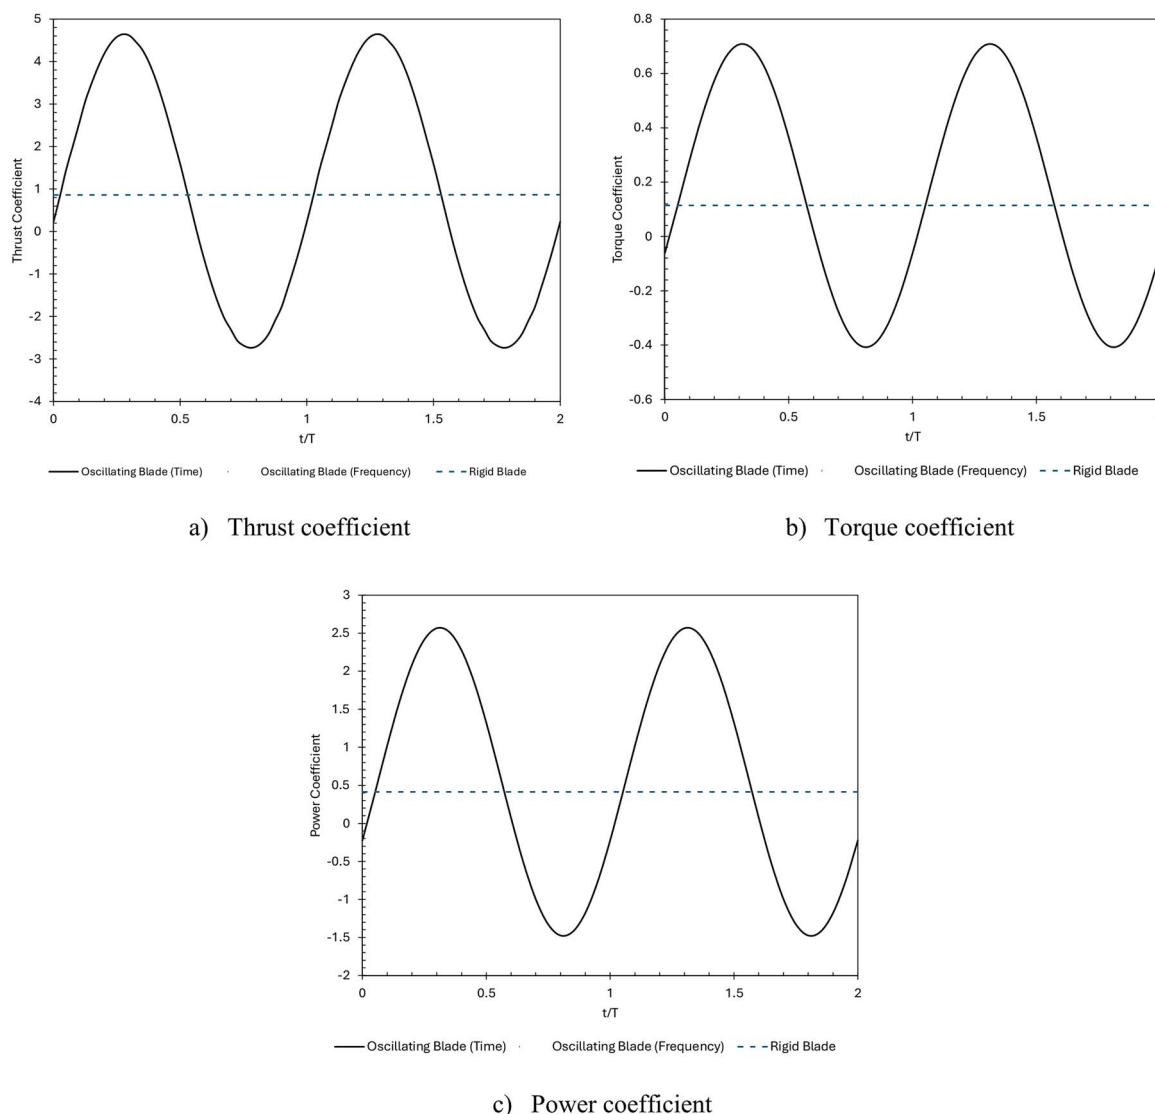 5
4
3
2
1
0
-1
-2
-3
-4
Thrust Coefficient
0 0.5 1 1.5 2
t/T
Oscillating Blade (Time) Oscillating Blade (Frequency) Rigid Blade
a) Thrust coefficient
0.8
0.6
0.4
0.2
0
-0.2
-0.4
-0.6
Torque Coefficient
0 0.5 1 1.5
t/T
Oscillating Blade (Time) Oscillating Blade (Frequency) Rigid Blade
b) Torque coefficient
3
2.5
2
1.5
1
0.5
0
-0.5
-1
-1.5
-2
Power Coefficient
0 0.5 1 1.5 2
t/T
Oscillating Blade (Time) Oscillating Blade (Frequency) Rigid Blade
c) Power coefficient